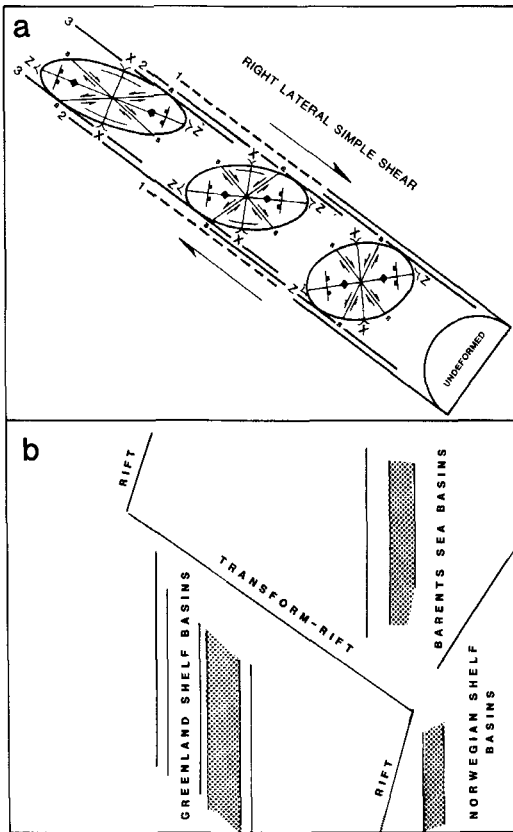 a
RIGHT LATERAL SIMPLE SHEAR
3
3
2
2
1
1
Z
X
s
s
X
Z
s
s
Z
X
s
s
X
Z
s
s
Z
X
s
s
X
Z
s
s
UNDEFORMED
b
RIFT
TRANSFORM-RIFT
GREENLAND SHELF BASINS
BARENTS SEA BASINS
NORWEGIAN SHELF
BASINS
RIFT